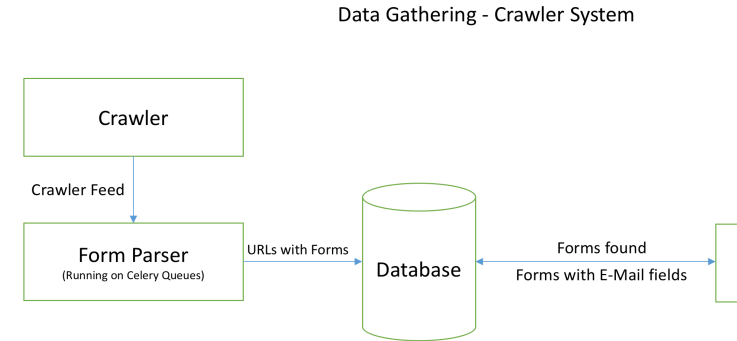 Data Gathering - Crawler System
Crawler
Crawler Feed
Form Parser
(Running on Celery Queues)
URLs with Forms
Database
Forms found
Forms with E-Mail fields